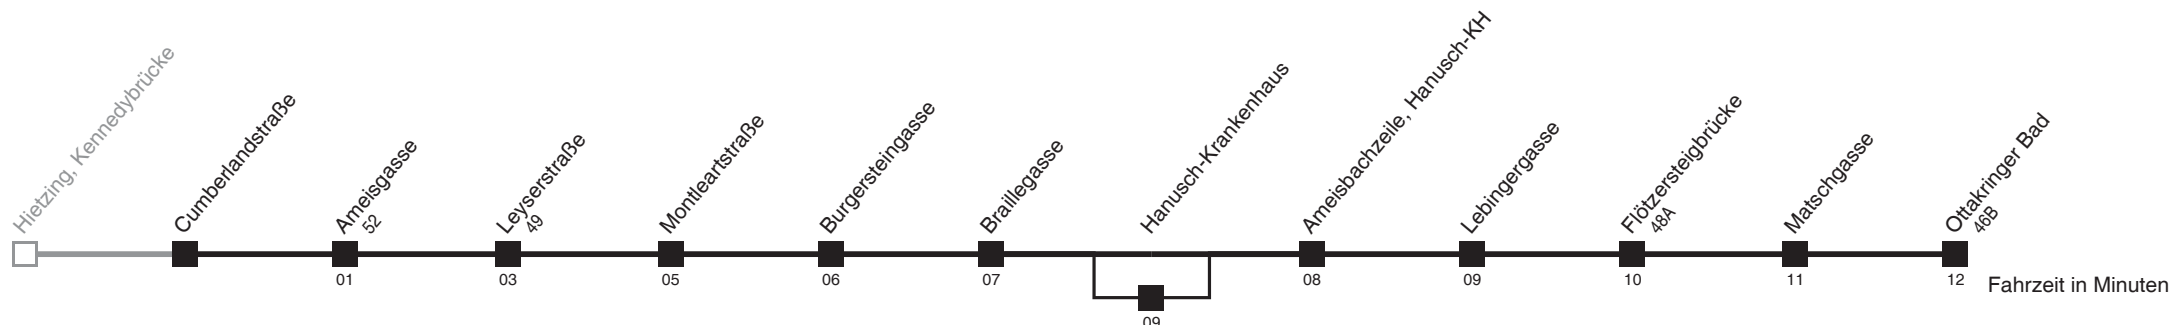 Hietzing, Kennedybrücke
Cumberlandstraße
Ameisgasse
52
01
Leyserstraße
49
03
Montleartstraße
05
Burgersteingasse
06
Braillegasse
07
Hanusch-Krankenhaus
09
Ameisbachzeile, Hanusch-KH
08
Lebingergasse
09
Flötzersteigbrücke
48A
10
Matschgasse
11
Ottakringer Bad
46B
12
Fahrzeit in Minuten